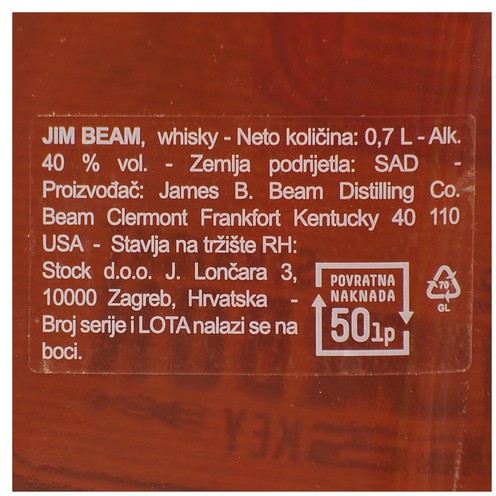 JIM BEAM, whisky - Neto količina: 0,7 L - Alk.
40 % vol. - Zemlja podrijetla: SAD -
Proizvođač: James B. Beam Distilling Co.
Beam Clermont Frankfort Kentucky 40 110
USA - Stavlja na tržište RH:
Stock d.o.o. J. Lončara 3,
10000 Zagreb, Hrvatska -
Broj serije i LOTA nalazi se na
boci.
POVRATNA
NAKNADA
50lp
70
GL
KEY